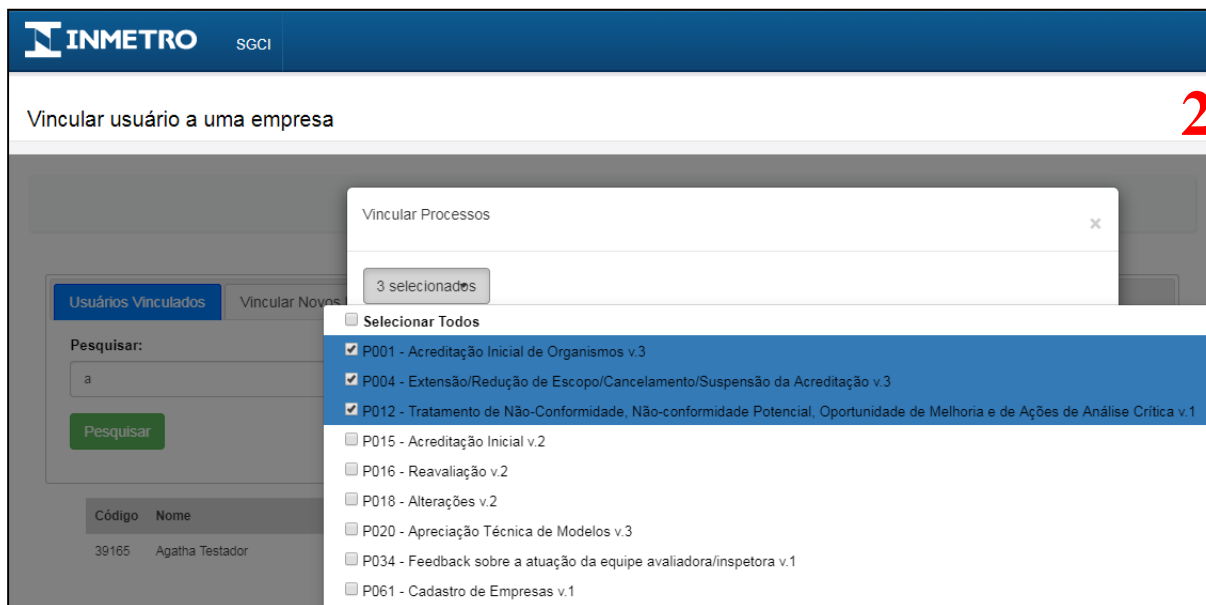 INMETRO SGCI
Vincular usuário a uma empresa
2
Vincular Processos
×
3 selecionados
Usuários Vinculados Vincular Novos
Selecionar Todos
Pesquisar:
P001 - Acreditação Inicial de Organismos v.3
a
P004 - Extensão/Redução de Escopo/Cancelamento/Suspensão da Acreditação v.3
P012 - Tratamento de Não-Conformidade, Não-conformidade Potencial, Oportunidade de Melhoria e de Ações de Análise Crítica v.1
Pesquisar
P015 - Acreditação Inicial v.2
P016 - Reavaliação v.2
P018 - Alterações v.2
Código Nome
P020 - Apreciação Técnica de Modelos v.3
39165 Agatha Testador
P034 - Feedback sobre a atuação da equipe avaliadora/inspetora v.1
P061 - Cadastro de Empresas v.1